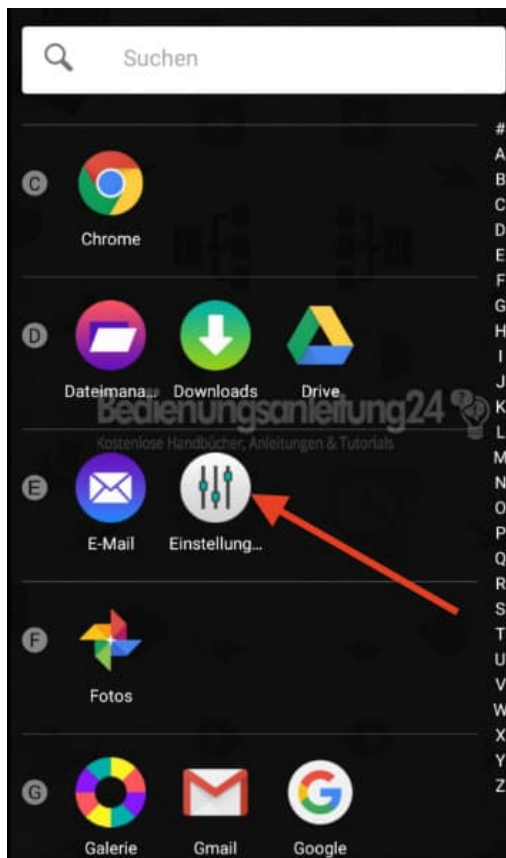 Suchen
C
Chrome
D
Dateimana... Downloads Drive
Bedienungsanleitung24
Kostenlose Handbücher, Anleitungen & Tutorials
E
E-Mail Einstellung...
F
Fotos
G
Galerie Gmail Google
#
A
B
C
D
E
F
G
H
I
J
K
L
M
N
O
P
Q
R
S
T
U
V
W
X
Y
Z